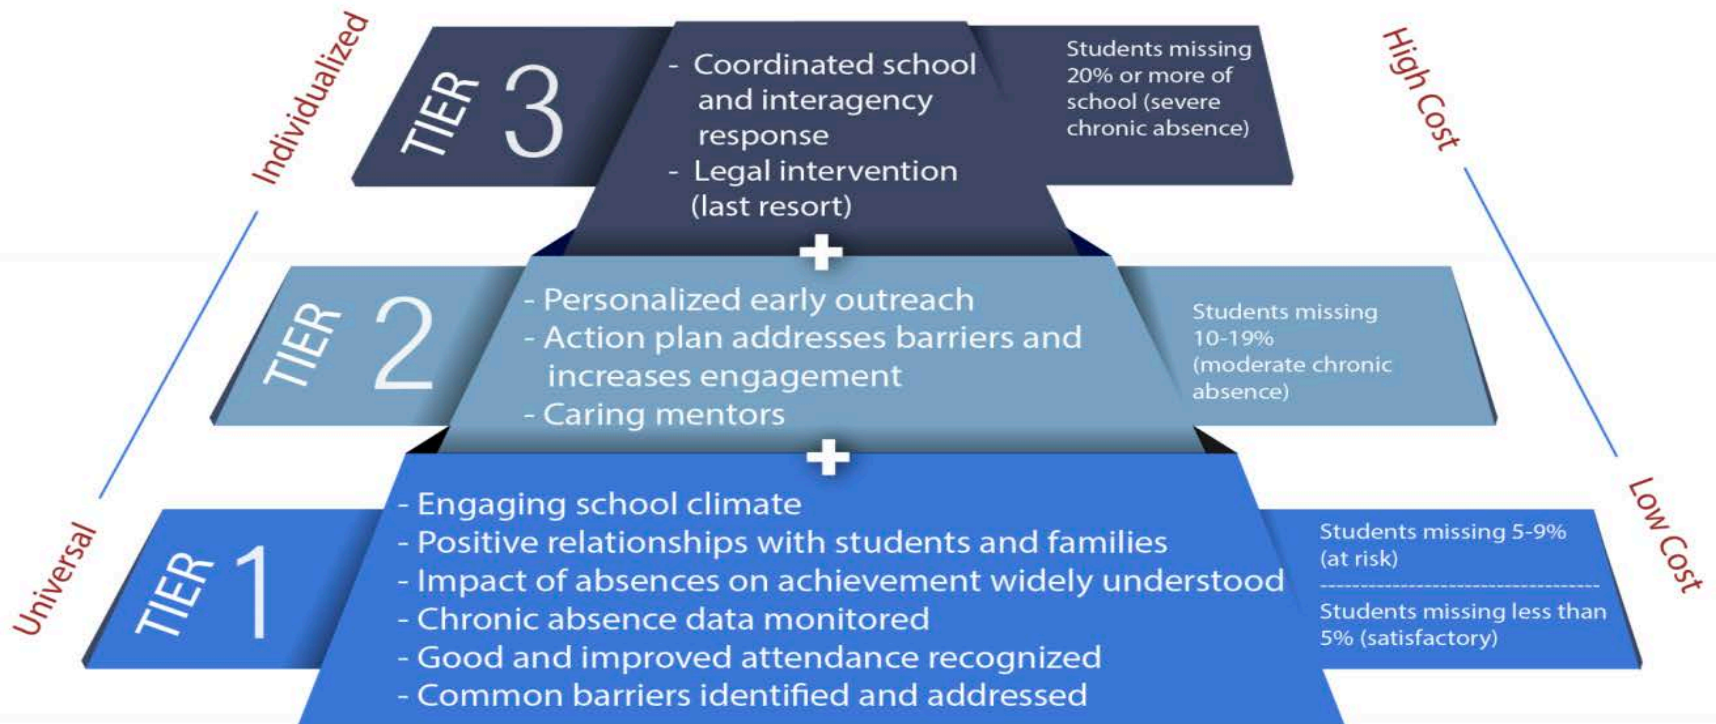 Individualized
TIER 3
- Coordinated school
and interagency
response
- Legal intervention
(last resort)
Students missing
20% or more of
school (severe
chronic absence)
High Cost
TIER 2
- Personalized early outreach
- Action plan addresses barriers and
increases engagement
- Caring mentors
Students missing
10-19%
(moderate chronic
absence)
Universal
TIER 1
- Engaging school climate
- Positive relationships with students and families
- Impact of absences on achievement widely understood
- Chronic absence data monitored
- Good and improved attendance recognized
- Common barriers identified and addressed
Students missing 5-9%
(at risk)
Students missing less than
5% (satisfactory)
Low Cost